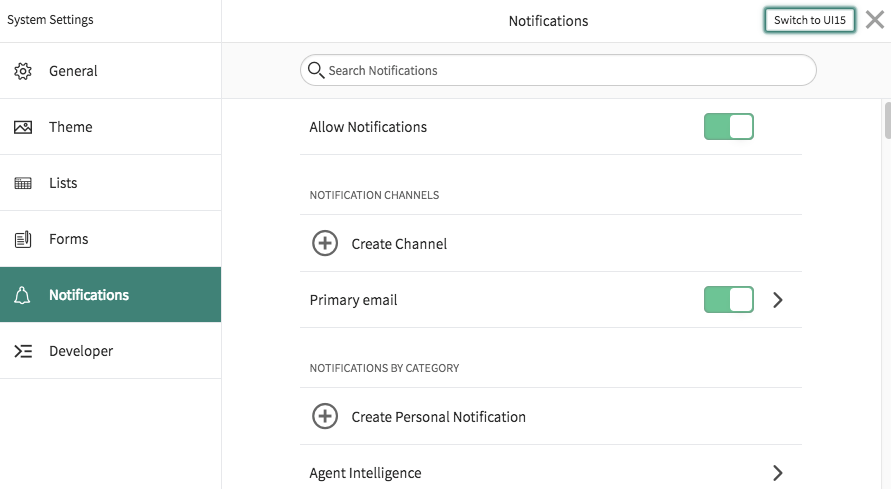 System Settings
Notifications
Switch to UI15
General
Theme
Lists
Forms
Notifications
Developer
Search Notifications
Allow Notifications
NOTIFICATION CHANNELS
Create Channel
Primary email
NOTIFICATIONS BY CATEGORY
Create Personal Notification
Agent Intelligence